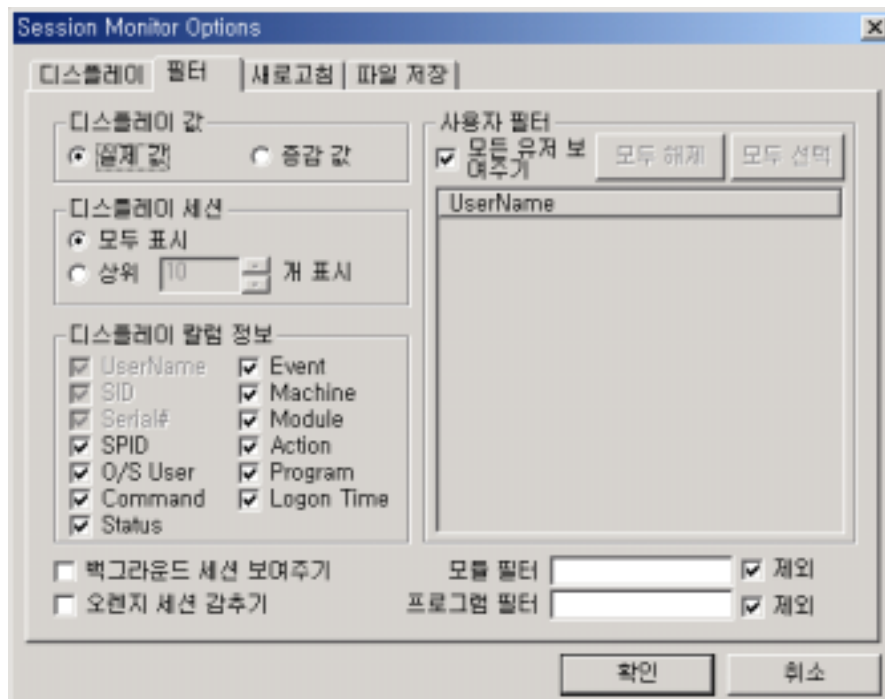 Session Monitor Options
디스플레이 필터 새로고침 파일 저장
디스플레이 값
실제 값 증감 값
디스플레이 세션
모두 표시
상위 10 개 표시
디스플레이 칼럼 정보
UserName Event
SID Machine
Serial# Module
SPID Action
O/S User Program
Command Logon Time
Status
사용자 필터
모든 유저 보
여주기
모두 해제 모두 선택
UserName
백그라운드 세션 보여주기
오렌지 세션 감추기
모듈 필터 제외
프로그램 필터 제외
확인 취소